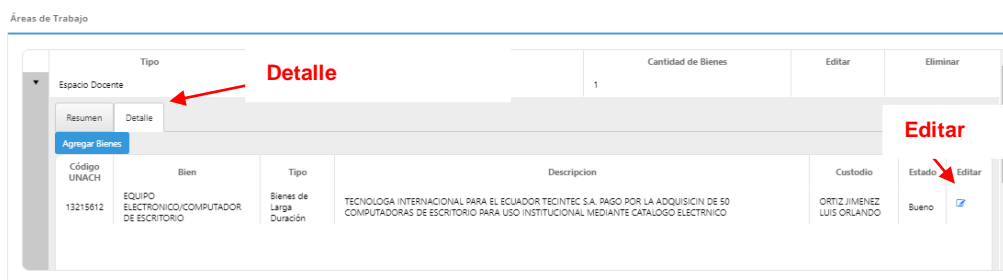 Áreas de Trabajo
Tipo Cantidad de Bienes Editar Eliminar
Detalle
Espacio Docente 1
Resumen Detalle
Editar
Agregar Bienes
Código UNACH Bien Tipo Descripcion Custodio Estado Editar
13215612
EQUIPO
ELECTRONICO/COMPUTADOR
DE ESCRITORIO
Bienes de
Larga
Duración
TECNOLOGA INTERNACIONAL PARA EL ECUADOR TECINTEC S.A. PAGO POR LA ADQUISICIN DE 50
COMPUTADORAS DE ESCRITORIO PARA USO INSTITUCIONAL MEDIANTE CATALOGO ELECTRNICO
ORTIZ JIMENEZ
LUIS ORLANDO
Bueno